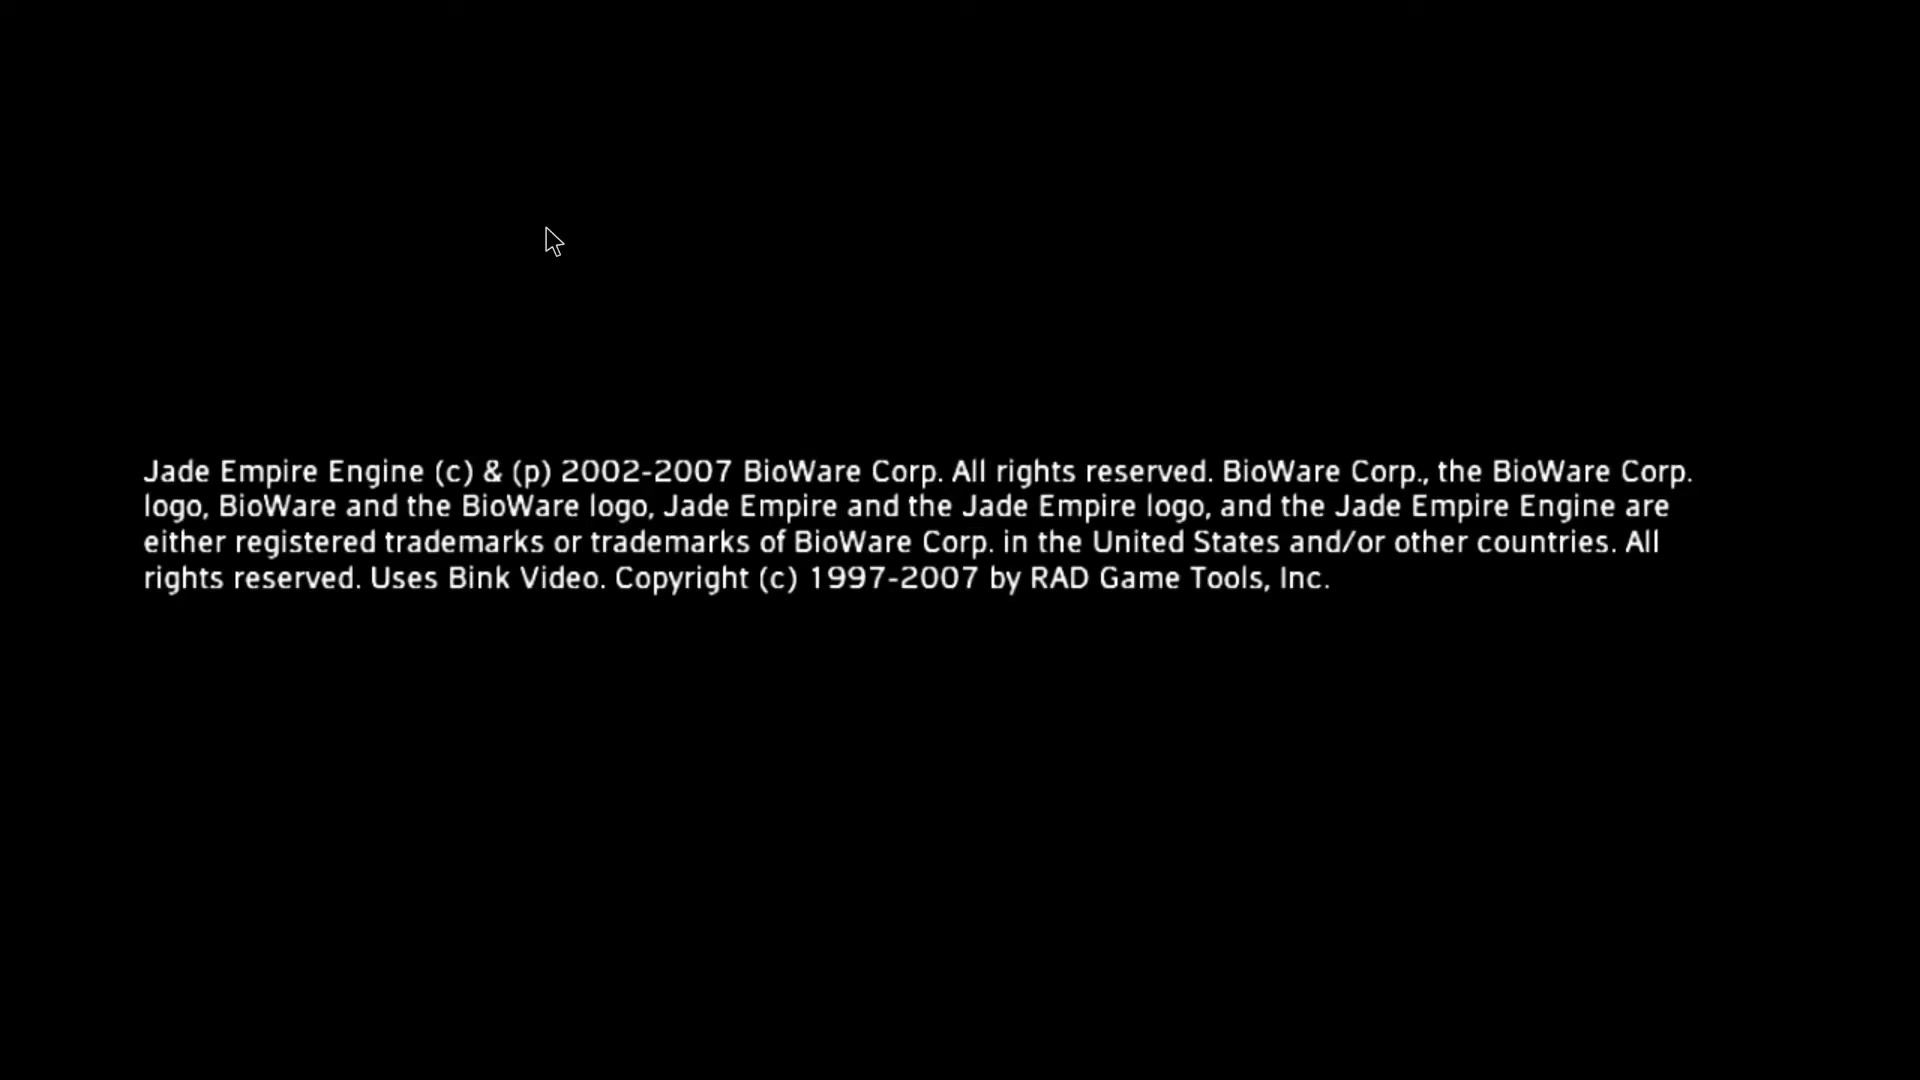 Jade Empire Engine (c) & (p) 2002-2007 BioWare Corp. All rights reserved. BioWare Corp., the BioWare Corp.
logo, BioWare and the BioWare logo, Jade Empire and the Jade Empire logo, and the Jade Empire Engine are
either registered trademarks or trademarks of BioWare Corp. in the United States and/or other countries. All
rights reserved. Uses Bink Video. Copyright (c) 1997-2007 by RAD Game Tools, Inc.